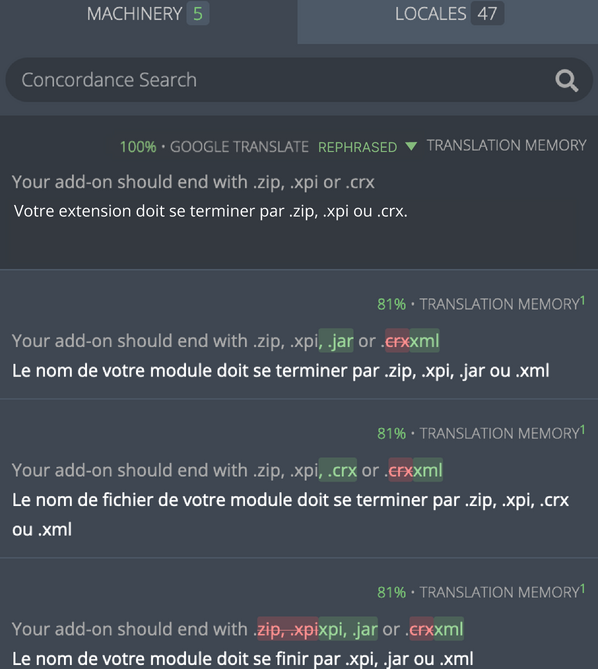 MACHINERY 5 LOCALES 47
Concordance Search
100% • GOOGLE TRANSLATE REPHRASED ▼ TRANSLATION MEMORY
Your add-on should end with .zip, .xpi or .crx
Votre extension doit se terminer par .zip, .xpi ou .crx.
81% • TRANSLATION MEMORY1
Your add-on should end with .zip, .xpi, .jar or .crxxml
Le nom de votre module doit se terminer par .zip, .xpi, .jar ou .xml
81% • TRANSLATION MEMORY1
Your add-on should end with .zip, .xpi, .crx or .crxxml
Le nom de fichier de votre module doit se terminer par .zip, .xpi, .crx
ou .xml
81% • TRANSLATION MEMORY1
Your add-on should end with .zip, .xpixpi, .jar or .crxxml
Le nom de votre module doit se finir par .xpi, .jar ou .xml